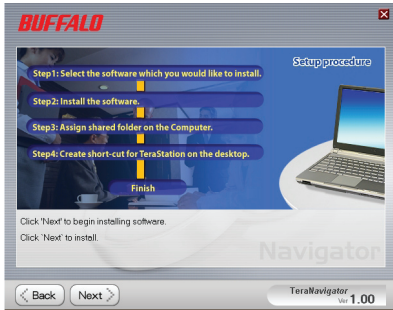 BUFFALO
Setup procedure
Step1: Select the software which you would like to install.
Step2: Install the software.
Step3: Assign shared folder on the Computer.
Step4: Create short-cut for TeraStation on the desktop.
Finish
Click 'Next' to begin installing software.
Click `Next' to install.
Navigator
Back Next
TeraNavigator
Ver 1.00